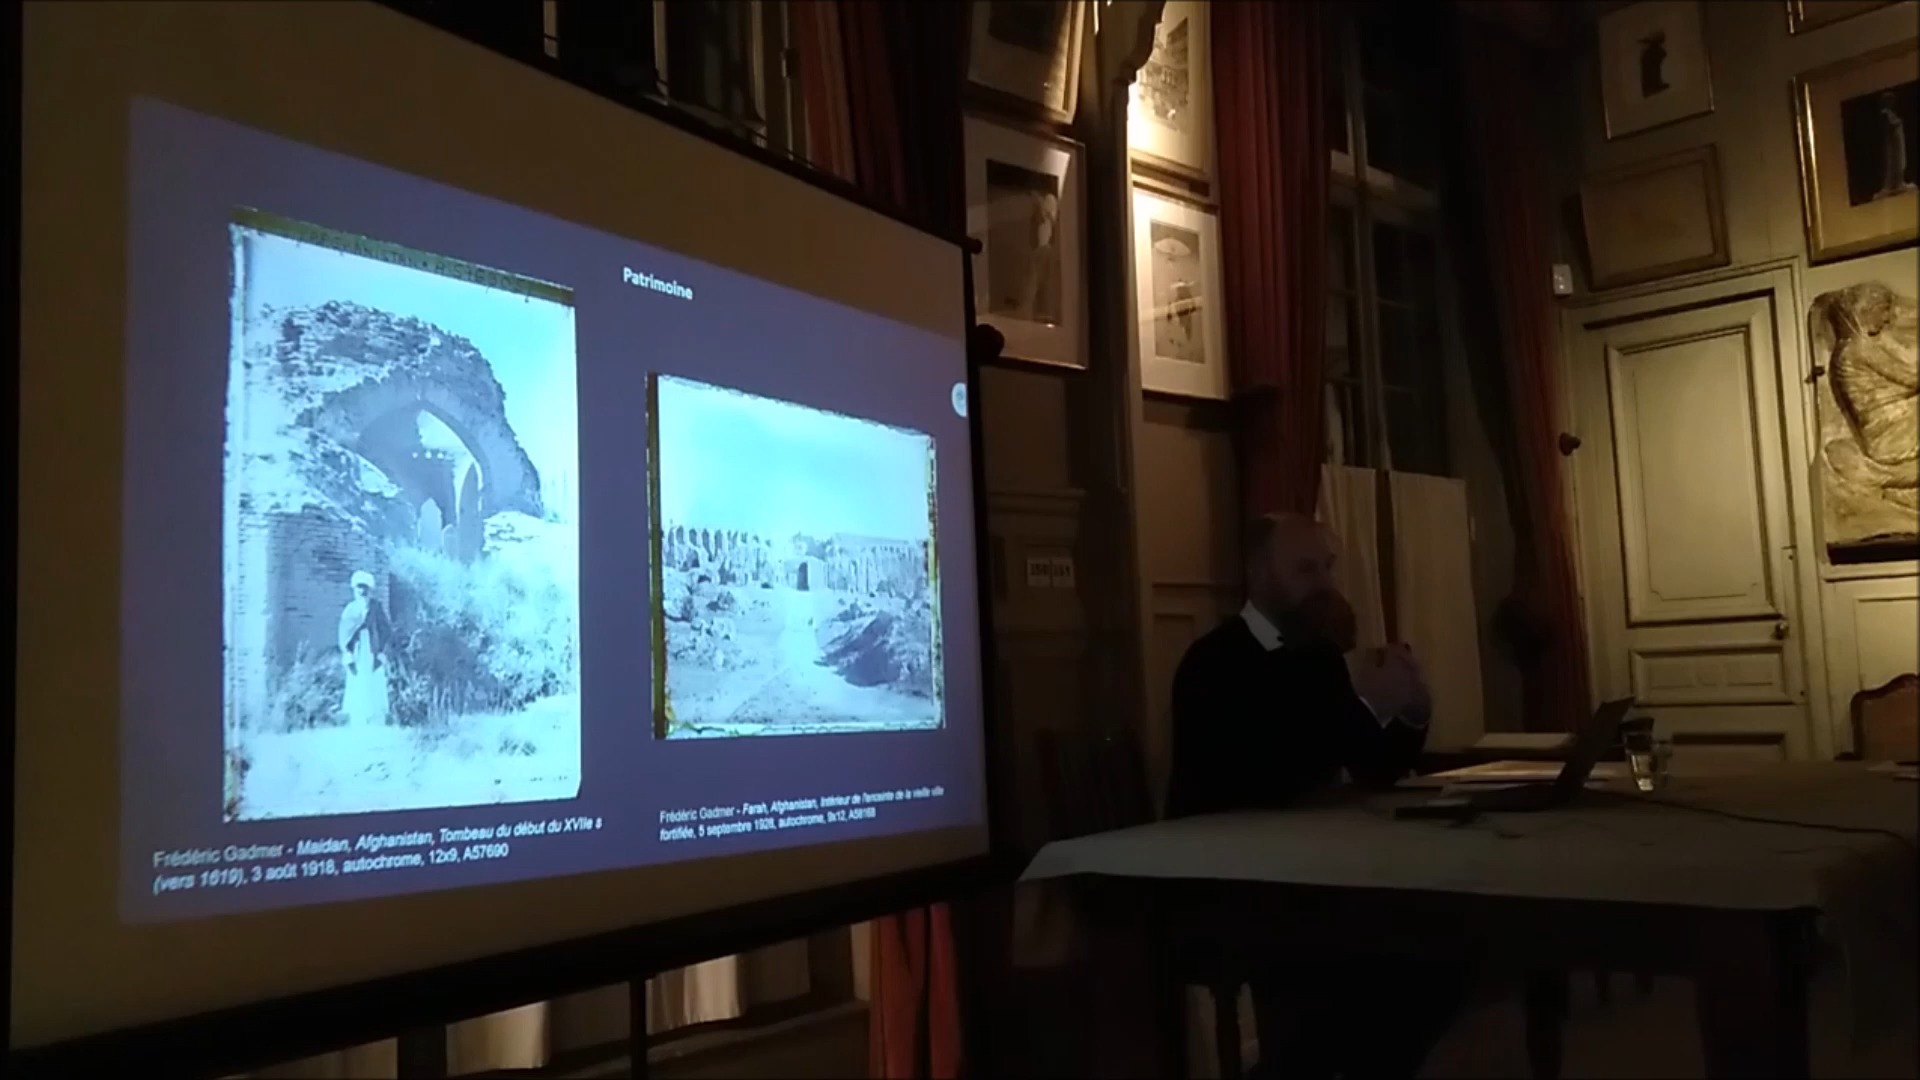 Patrimoine
AFGHANISTAN
Frédéric Gadmer - Maidan, Afghanistan, Tombeau du début du XVIIe s
(vers 1619), 3 août 1918, autochrome, 12x9, A57690
Frédéric Gadmer - Farah, Afghanistan, Intérieur de l'enceinte de la vieille ville
fortifiée, 5 septembre 1928, autochrome, 9x12,